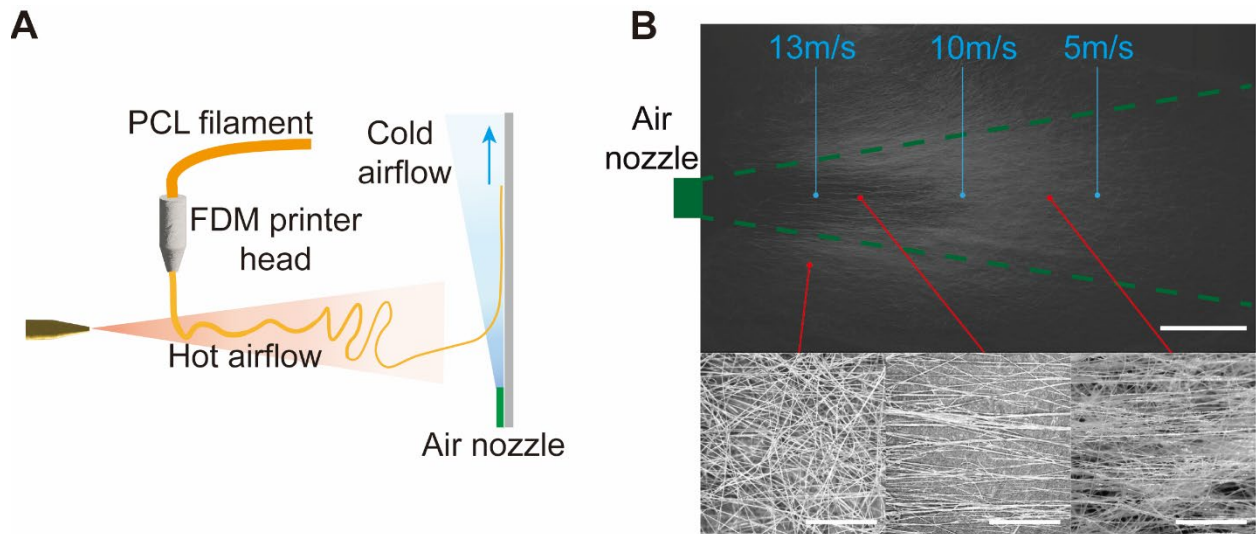 A
PCL filament
FDM printer
head
Hot airflow
Cold
airflow
Air nozzle
B
13m/s
10m/s
5m/s
Air
nozzle